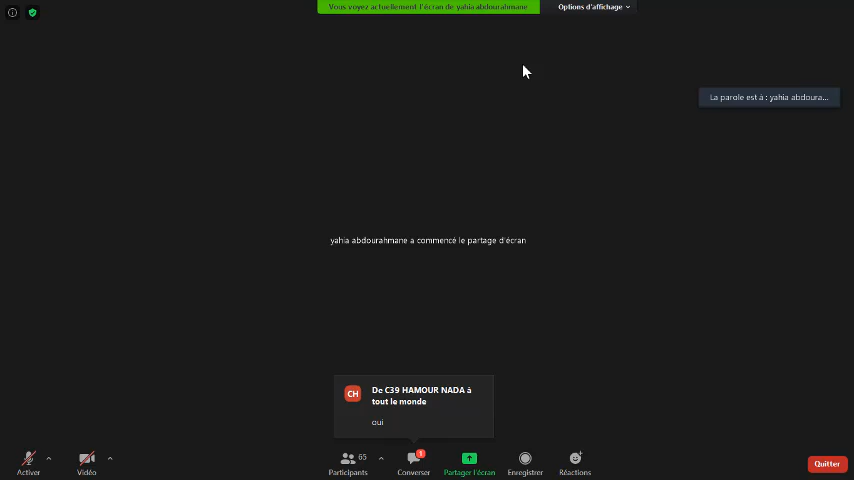 Vous voyez actuellement l'écran de yahia abdourahmane
Options d'affichage
La parole est à : yahia abdoura...
yahia abdourahmane a commencé le partage d'écran
CH
De C39 HAMOUR NADA à
tout le monde
oui
1
65
Activer
Vidéo
Participants
Converser
Partager l'écran
Enregistrer
Réactions
Quitter